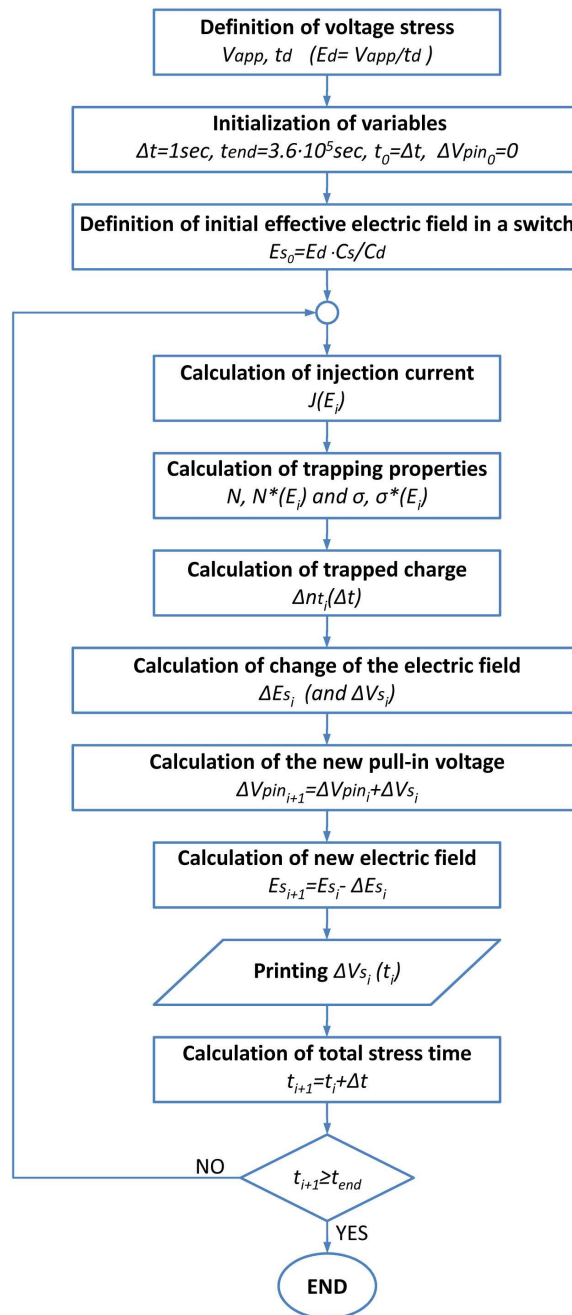 Definition of voltage stress
Vapp, td (Ed= Vapp/td )
Initialization of variables
Δt=1sec, tend=3.6·10⁵sec, t₀=Δt, ΔVpin₀=0
Definition of initial effective electric field in a switch
Es₀=Ed ·Cs/Cd
Calculation of injection current
J(Eᵢ)
Calculation of trapping properties
N, N*(Eᵢ) and σ, σ*(Eᵢ)
Calculation of trapped charge
Δntᵢ(Δt)
Calculation of change of the electric field
ΔEsᵢ (and ΔVsᵢ)
Calculation of the new pull-in voltage
ΔVpinᵢ₊₁=ΔVpinᵢ+ΔVsᵢ
Calculation of new electric field
Esᵢ₊₁=Esᵢ- ΔEsᵢ
Printing ΔVsᵢ (tᵢ)
Calculation of total stress time
tᵢ₊₁=tᵢ+Δt
NO
tᵢ₊₁≥tend
YES
END